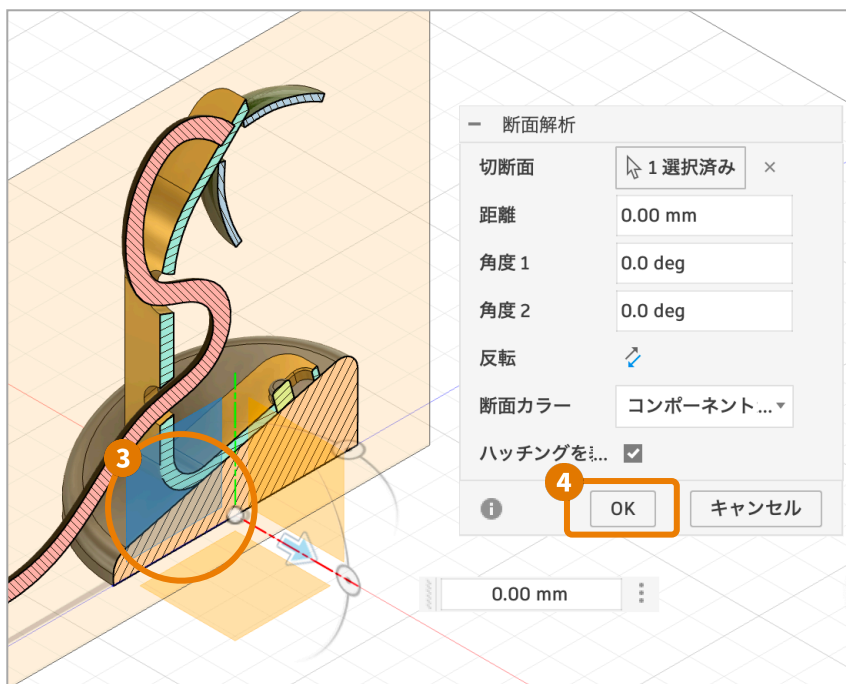 断面解析
切断面 1 選択済み ×
距離 0.00 mm
角度 1 0.0 deg
角度 2 0.0 deg
反転
断面カラー コンポーネント ...
ハッチングを...
3
4
OK キャンセル
0.00 mm